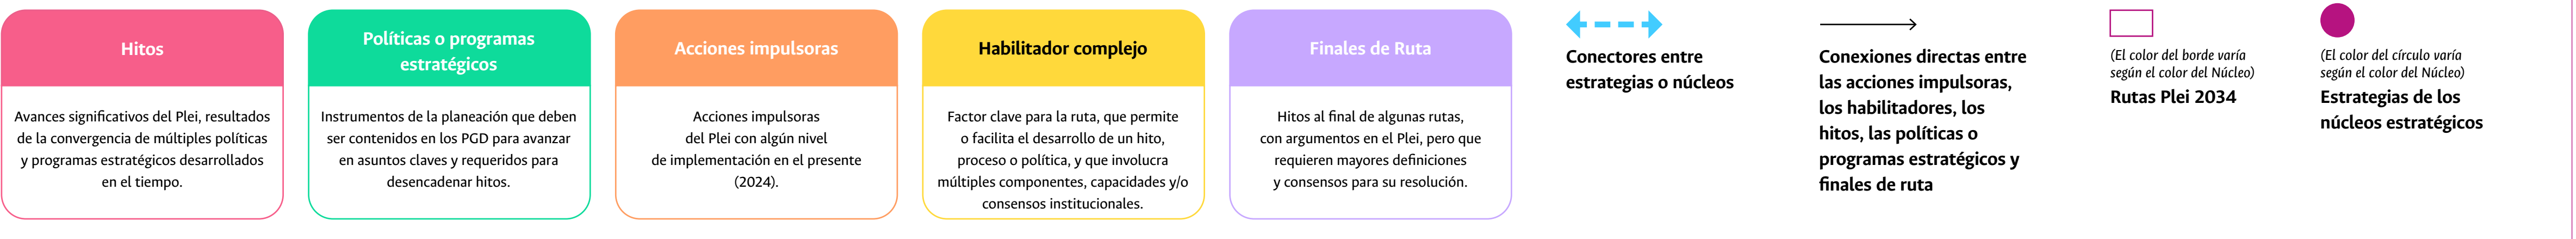 Hitos
Avances significativos del Plei, resultados
de la convergencia de múltiples políticas
y programas estratégicos desarrollados
en el tiempo.
Políticas o programas
estratégicos
Instrumentos de la planeación que deben
ser contenidos en los PGD para avanzar
en asuntos claves y requeridos para
desencadenar hitos.
Acciones impulsoras
Acciones impulsoras
del Plei con algún nivel
de implementación en el presente
(2024).
Habilitador complejo
Factor clave para la ruta, que permite
o facilita el desarrollo de un hito,
proceso o política, y que involucra
múltiples componentes, capacidades y/o
consensos institucionales.
Finales de Ruta
Hitos al final de algunas rutas,
con argumentos en el Plei, pero que
requieren mayores definiciones
y consensos para su resolución.
Conectores entre
estrategias o núcleos
Conexiones directas entre
las acciones impulsoras,
los habilitadores, los
hitos, las políticas o
programas estratégicos y
finales de ruta
(El color del borde varía
según el color del Núcleo)
Rutas Plei 2034
(El color del círculo varía
según el color del Núcleo)
Estrategias de los
núcleos estratégicos